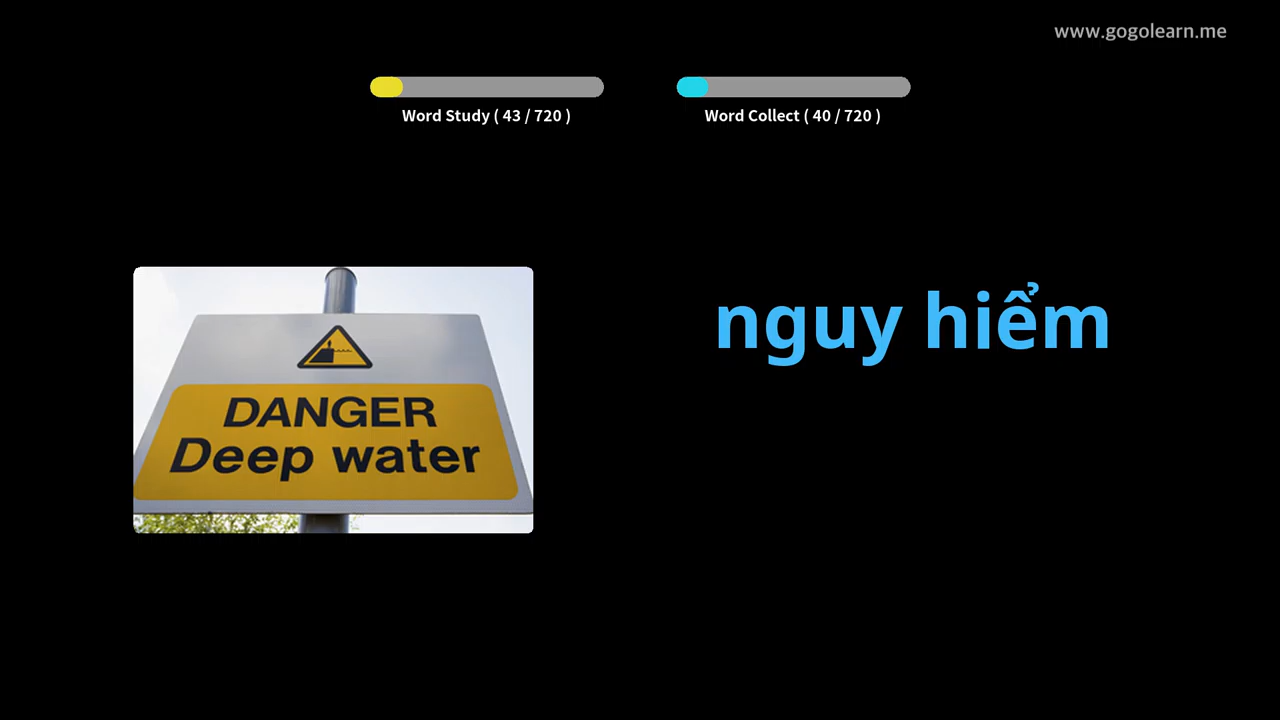 www.gogolearn.me
Word Study ( 43 / 720 )
Word Collect ( 40 / 720 )
nguy hiểm
DANGER
Deep water